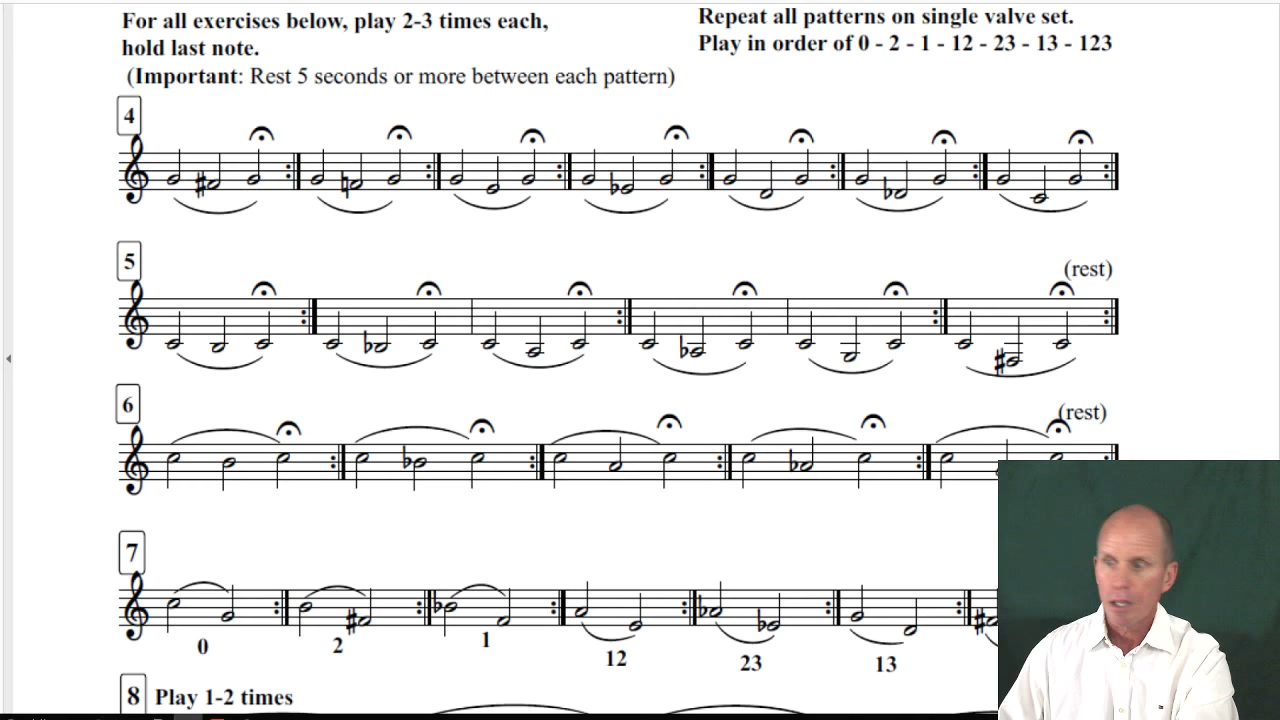 For all exercises below, play 2-3 times each,
hold last note.
(Important: Rest 5 seconds or more between each pattern)
Repeat all patterns on single valve set.
Play in order of 0 - 2 - 1 - 12 - 23 - 13 - 123
4
5
(rest)
6
(rest)
7
0 2 1 12 23 13
8 Play 1-2 times